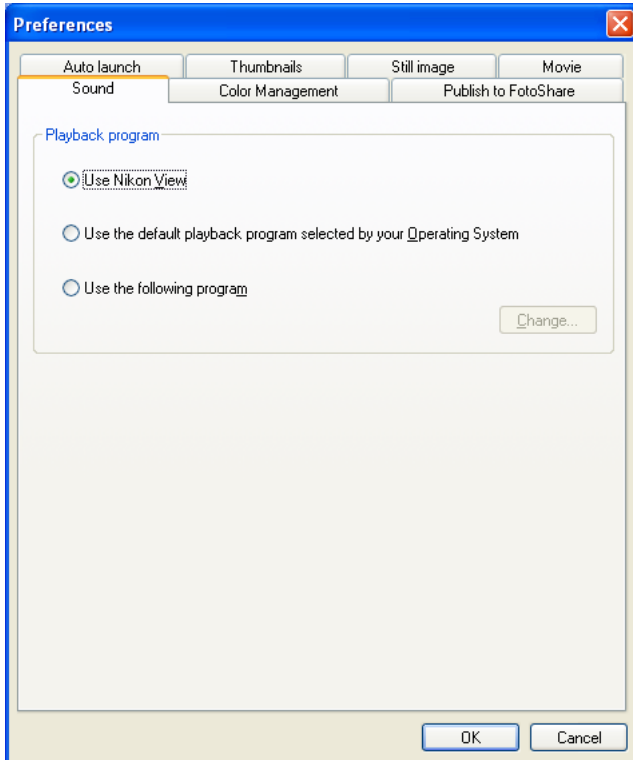 Preferences
Auto launch Thumbnails Still image Movie
Sound Color Management Publish to FotoShare
Playback program
Use Nikon View
Use the default playback program selected by your Operating System
Use the following program
Change...
OK Cancel